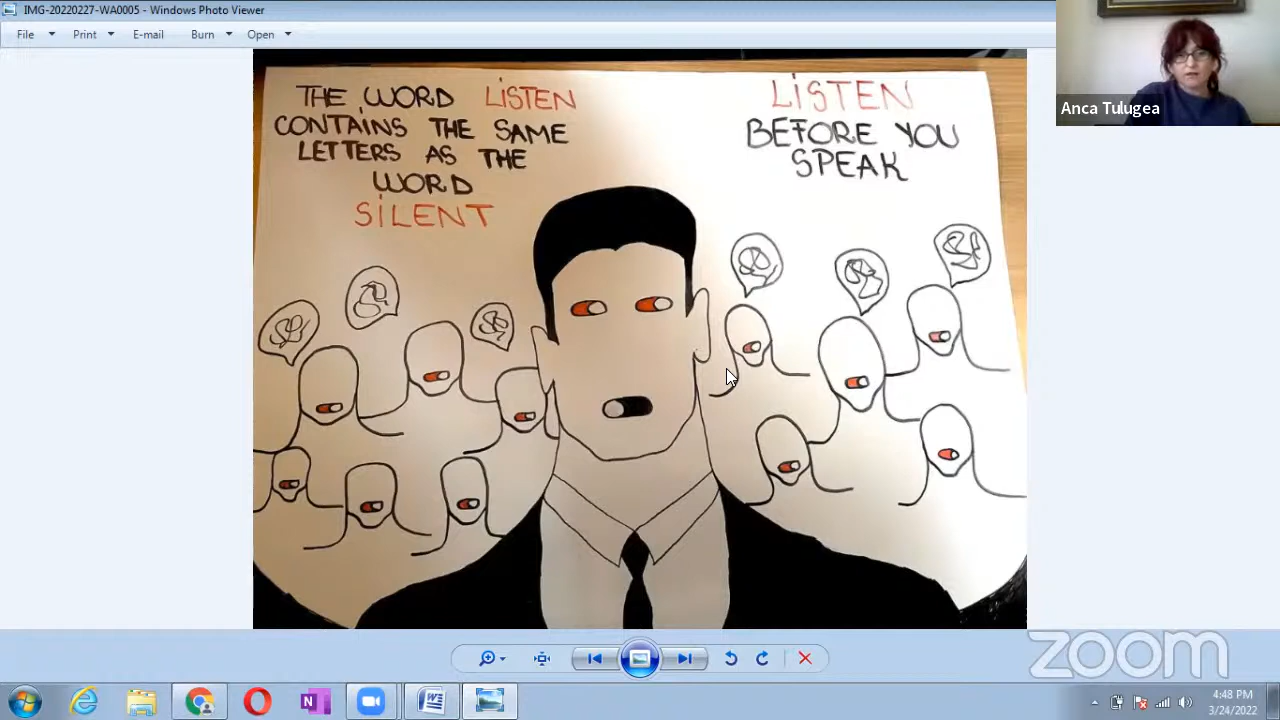 IMG-20220227-WA0005 - Windows Photo Viewer
File Print E-mail Burn Open
Anca Tulugea
THE WORD LiSTEN
CONTAINS THE SAME
LETTERS AS THE
WORD
SiLENT
LiSTEN
BEFORE YOU
SPEAK
zoom
4:48 PM
3/24/2022